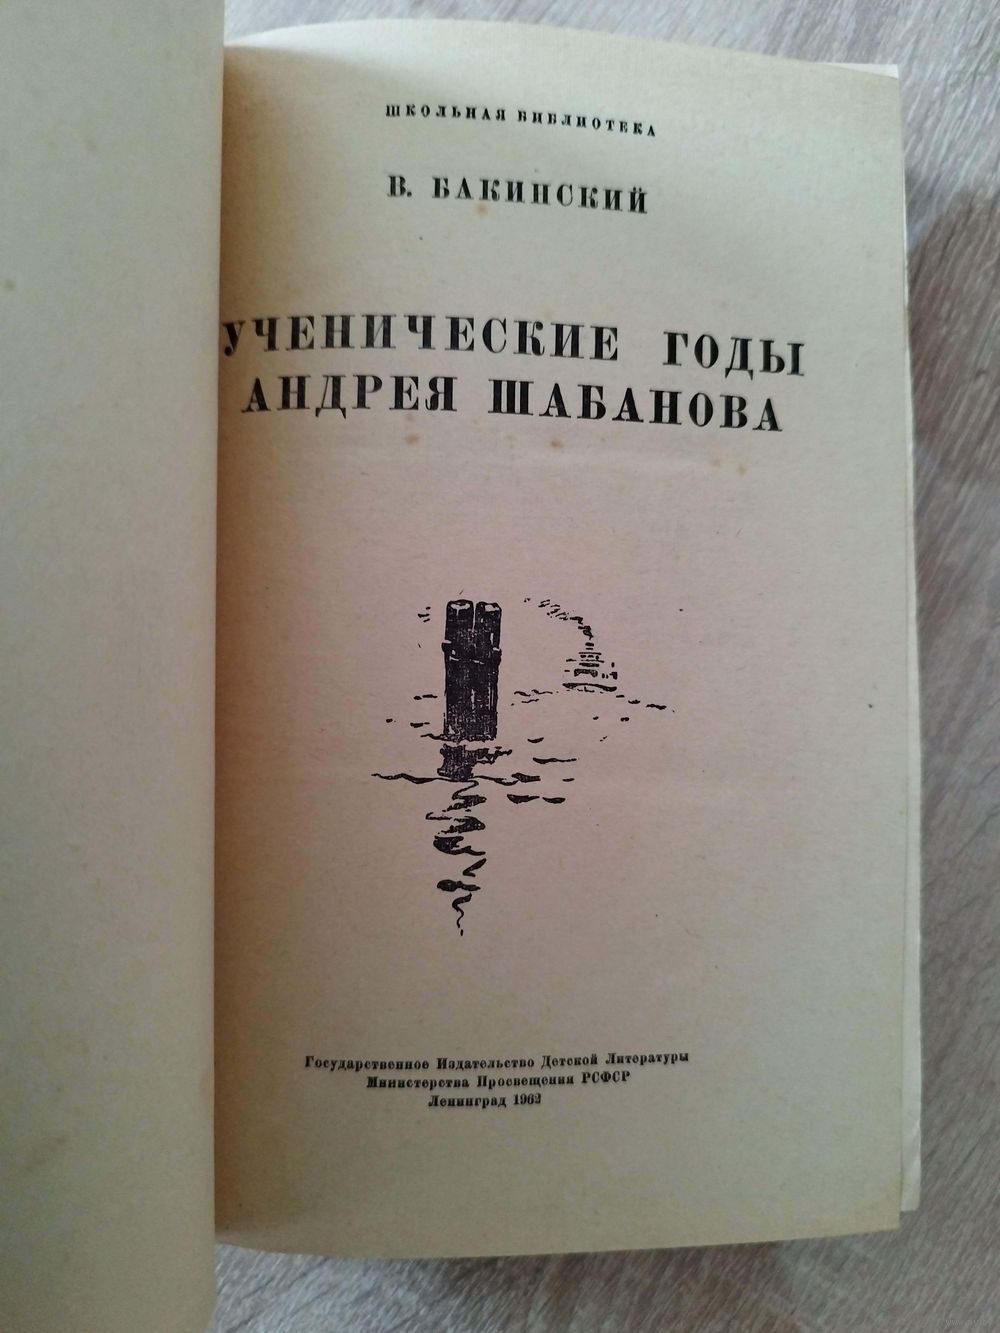 ШКОЛЬНАЯ БИБЛИОТЕКА
В. БАКИНСКИЙ
УЧЕНИЧЕСКИЕ ГОДЫ
АНДРЕЯ ШАБАНОВА
Государственное Издательство Детской Литературы
Министерства Просвещения РСФСР
Ленинград 1962